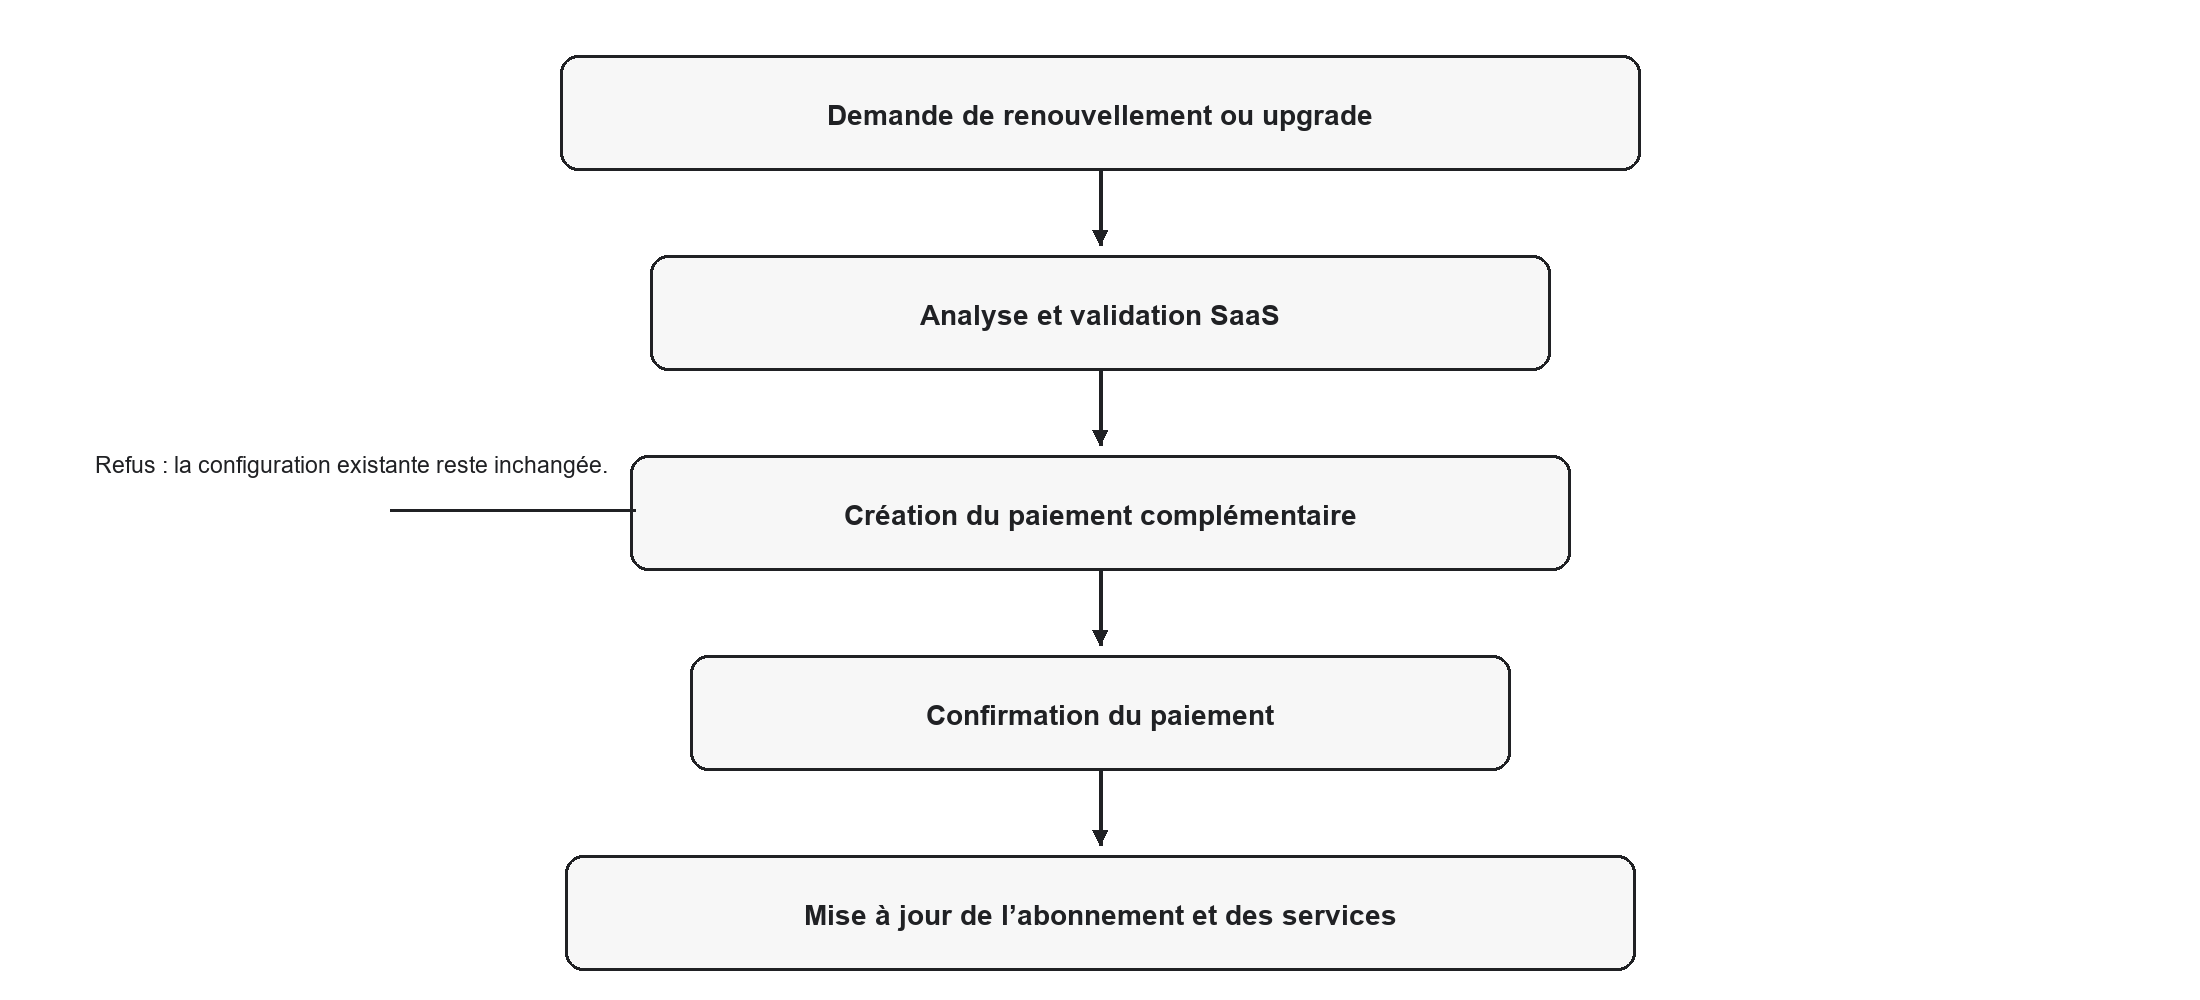 Demande de renouvellement ou upgrade
Analyse et validation SaaS
Refus : la configuration existante reste inchangée.
Création du paiement complémentaire
Confirmation du paiement
Mise à jour de l’abonnement et des services